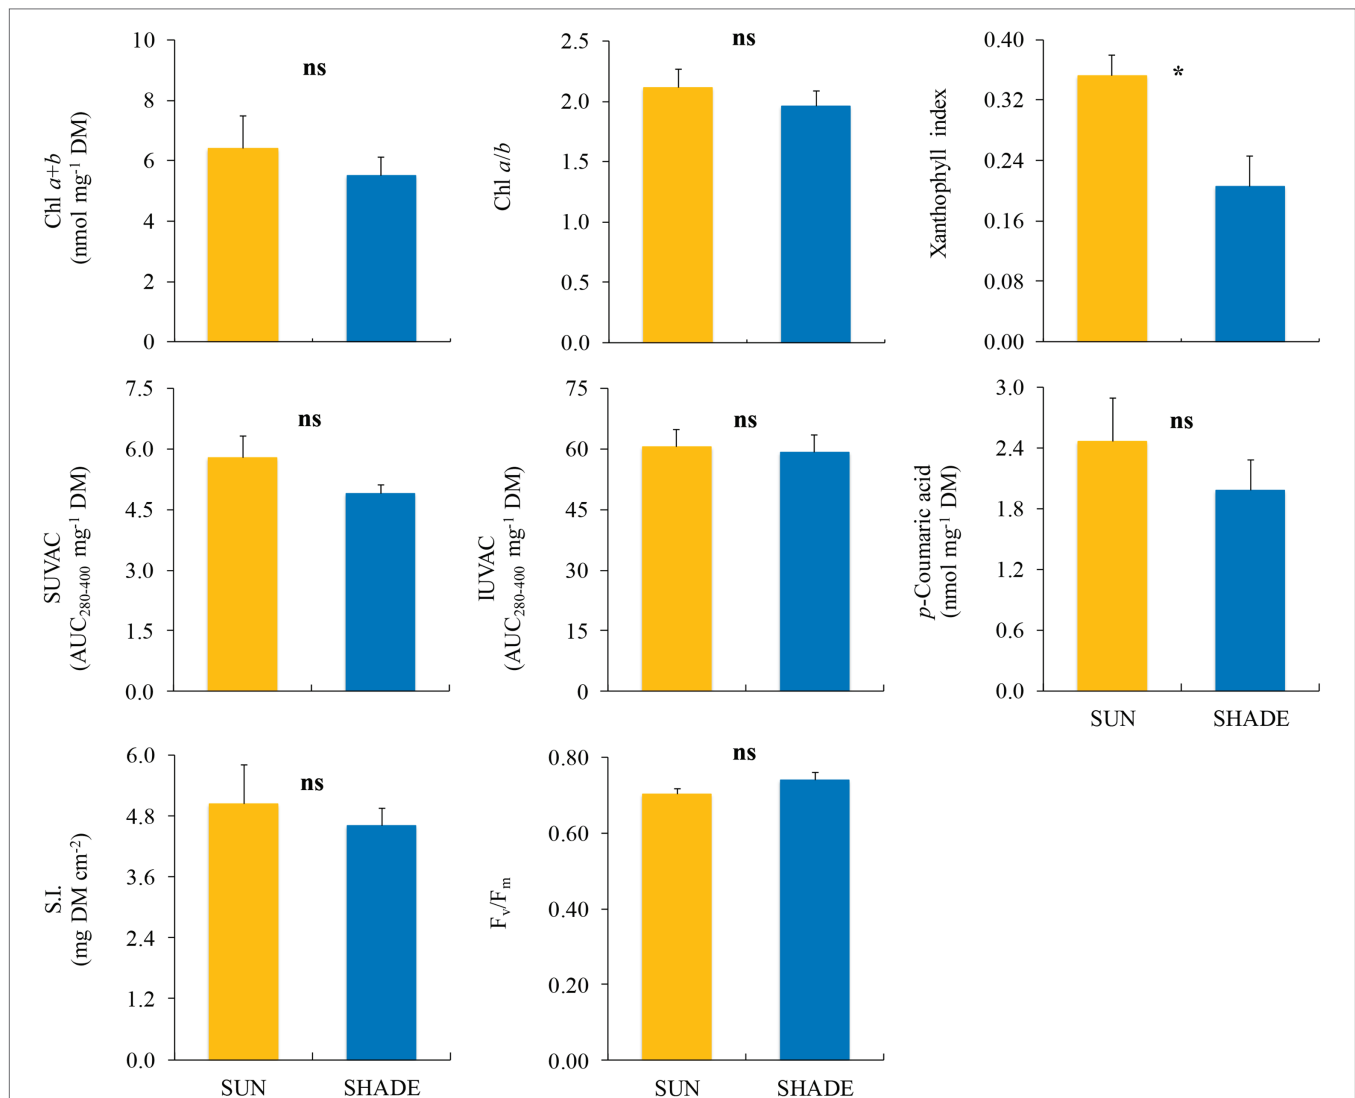 Chl a+b
(nmol mg⁻¹ DM)
10
8
6
4
2
0
ns
Chl a/b
2.5
2.0
1.5
1.0
0.5
0.0
ns
Xanthophyll index
0.40
0.32
0.24
0.16
0.08
0.00
*
SUVAC
(AUC₂₈₀₋₄₀₀ mg⁻¹ DM)
7.5
6.0
4.5
3.0
1.5
0.0
ns
IUVAC
(AUC₂₈₀₋₄₀₀ mg⁻¹ DM)
75
60
45
30
15
0
ns
p-Coumaric acid
(nmol mg⁻¹ DM)
3.0
2.4
1.8
1.2
0.6
0.0
ns
SUN SHADE
S.I.
(mg DM cm⁻²)
6.0
4.8
3.6
2.4
1.2
0.0
ns
SUN SHADE
Fᵥ/Fₘ
0.80
0.60
0.40
0.20
0.00
ns
SUN SHADE